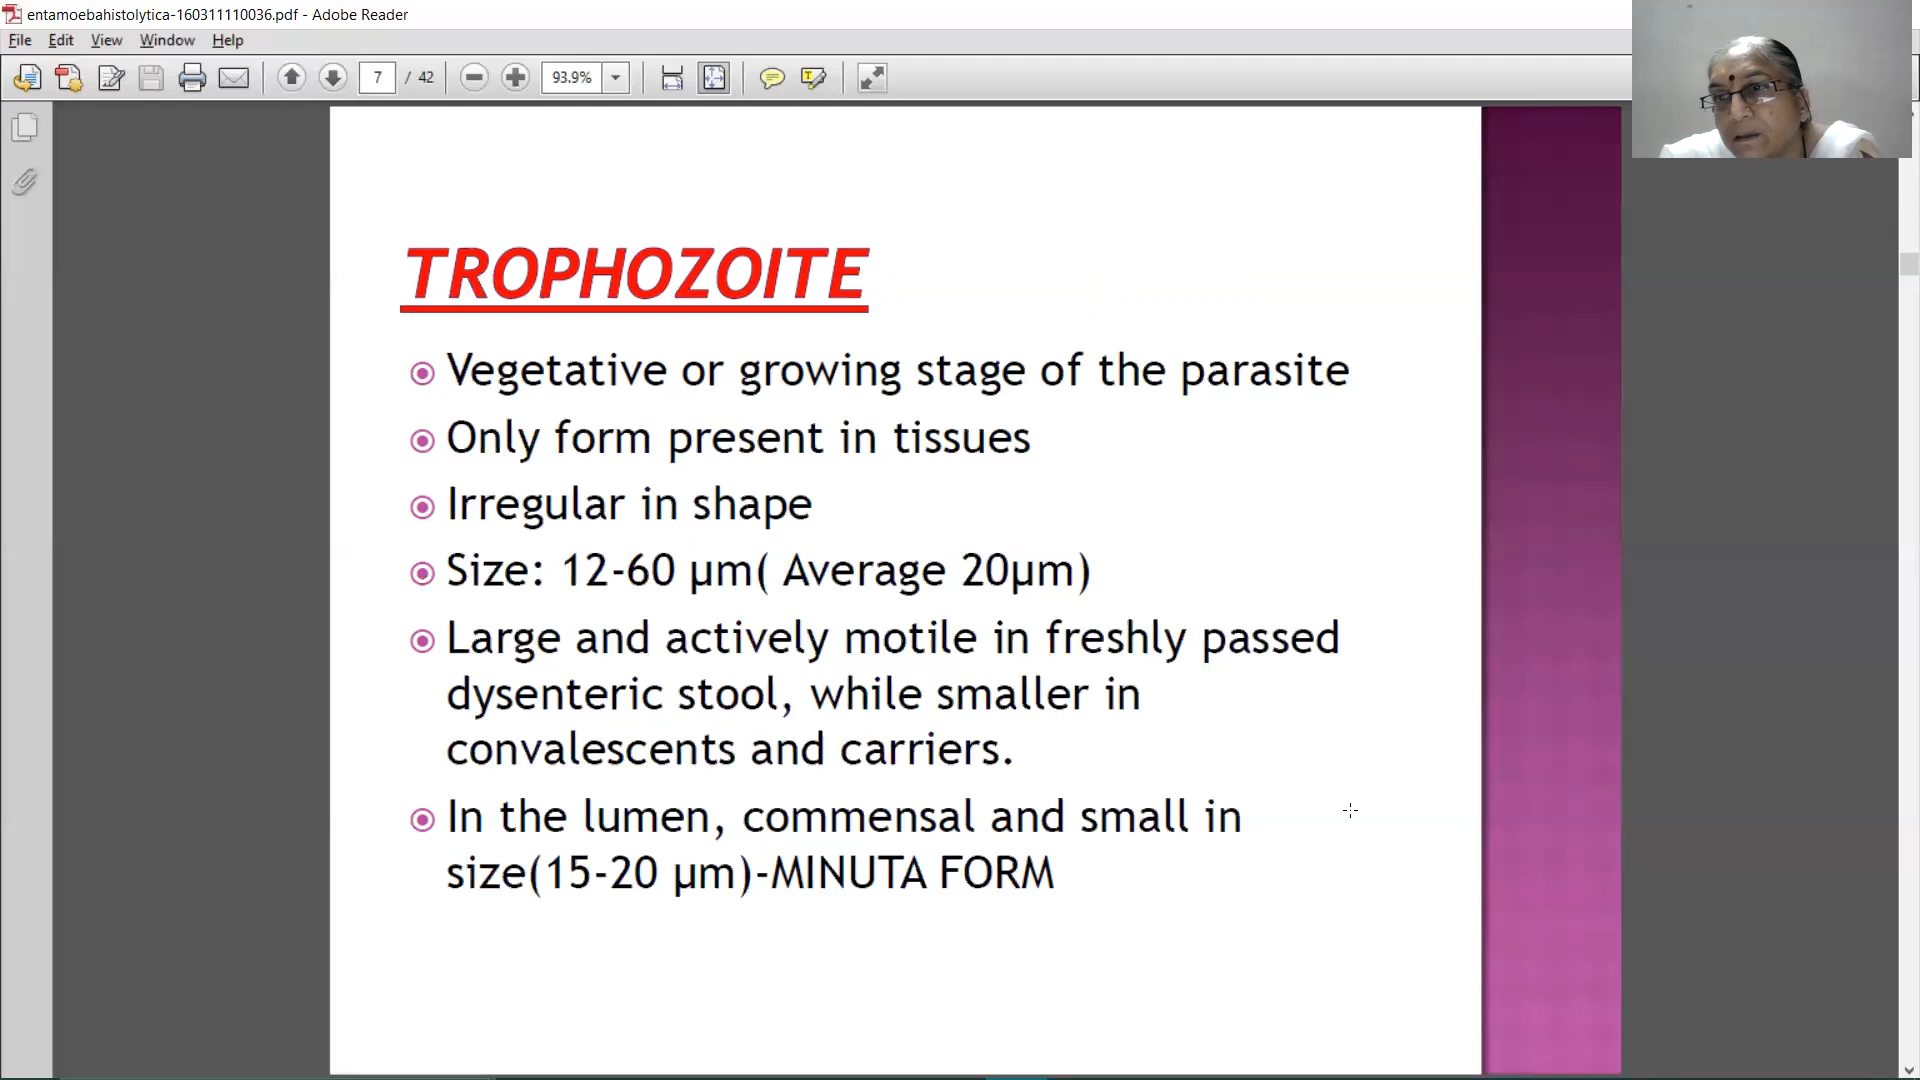 entamoebahistolytica-160311110036.pdf - Adobe Reader
File Edit View Window Help
7 / 42 93.9%
TROPHOZOITE
Vegetative or growing stage of the parasite
Only form present in tissues
Irregular in shape
Size: 12-60 µm( Average 20µm)
Large and actively motile in freshly passed
dysenteric stool, while smaller in
convalescents and carriers.
In the lumen, commensal and small in
size(15-20 µm)-MINUTA FORM